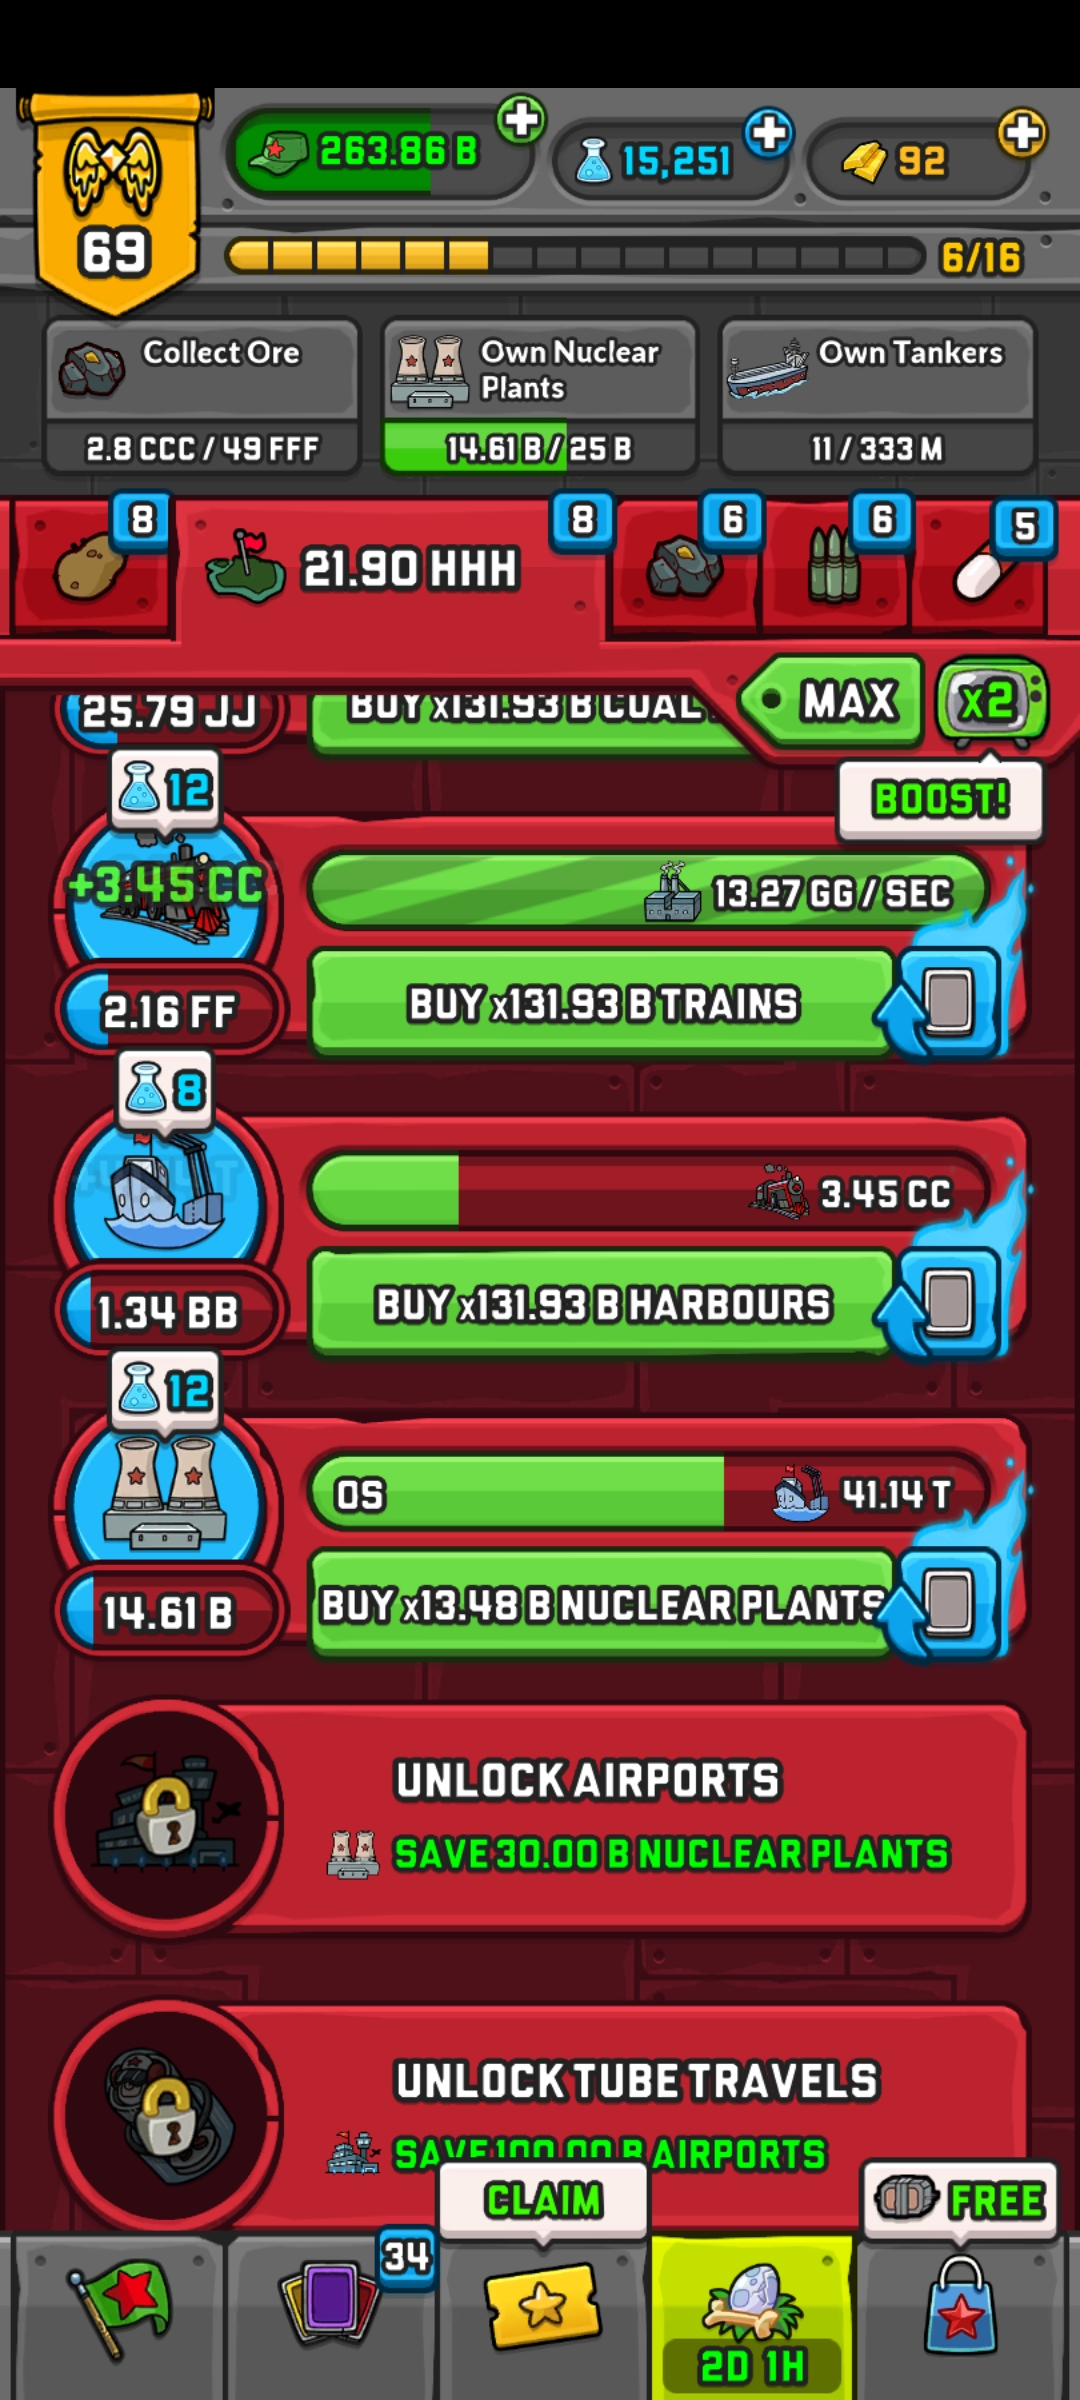 263.86 B
15,251
92
69
6/16
Collect Ore
2.8 CCC / 49 FFF
Own Nuclear
Plants
14.61 B / 25 B
Own Tankers
11 / 333 M
8
21.90 HHH
8
6
6
5
MAX
x2
BOOST!
25.79 JJ
BUY x131.93 B COAL
12
+3.45 CC
13.27 GG / SEC
2.16 FF
BUY x131.93 B TRAINS
8
3.45 CC
1.34 BB
BUY x131.93 B HARBOURS
12
0S
41.14 T
14.61 B
BUY x13.48 B NUCLEAR PLANTS
UNLOCK AIRPORTS
SAVE 30.00 B NUCLEAR PLANTS
UNLOCK TUBE TRAVELS
SAVE 100.00 B AIRPORTS
CLAIM
FREE
34
2D 1H